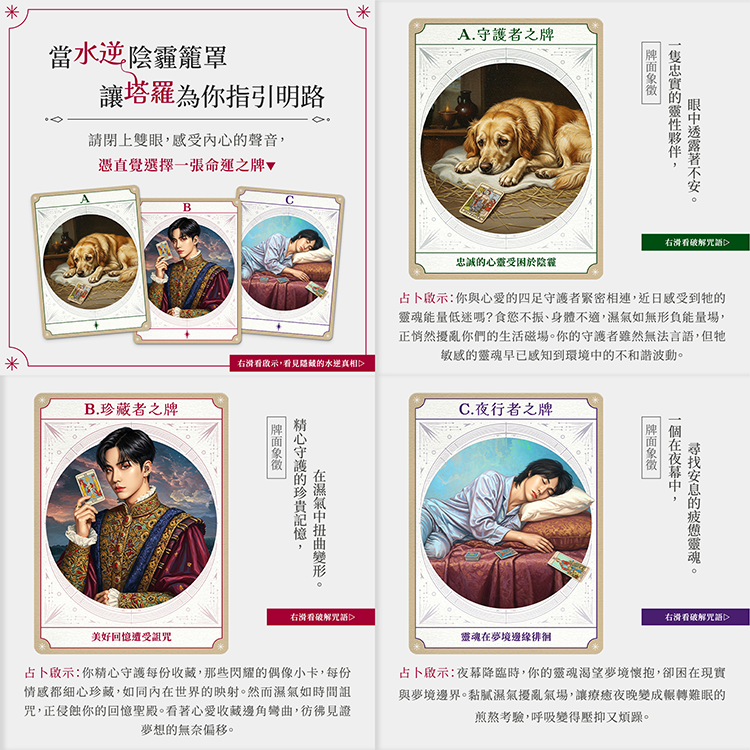 當水逆陰霾籠罩
讓塔羅為你指引明路
請閉上雙眼，感受內心的聲音，
憑直覺選擇一張命運之牌▼
A
B
C
右滑看啟示，看見隱藏的水逆真相▷
A.守護者之牌
忠誠的心靈受困於陰霾
牌面象徵
一隻忠實的靈性夥伴，
眼中透露著不安。
右滑看破解咒語▷
占卜啟示：你與心愛的四足守護者緊密相連，近日感受到牠的
靈魂能量低迷嗎？食慾不振、身體不適，濕氣如無形負能量場，
正悄然擾亂你們的生活磁場。你的守護者雖然無法言語，但牠
敏感的靈魂早已感知到環境中的不和諧波動。
B.珍藏者之牌
美好回憶遭受詛咒
牌面象徵
精心守護的珍貴記憶，
在濕氣中扭曲變形。
右滑看破解咒語▷
占卜啟示：你精心守護每份收藏，那些閃耀的偶像小卡，每份
情感都細心珍藏，如同內在世界的映射。然而濕氣如時間詛
咒，正侵蝕你的回憶聖殿。看著心愛收藏邊角彎曲，彷彿見證
夢想的無奈偏移。
C.夜行者之牌
靈魂在夢境邊緣徘徊
牌面象徵
一個在夜幕中，
尋找安息的疲憊靈魂。
右滑看破解咒語▷
占卜啟示：夜幕降臨時，你的靈魂渴望夢境懷抱，卻困在現實
與夢境邊界。黏膩濕氣擾亂氣場，讓療癒夜晚變成輾轉難眠的
煎熬考驗，呼吸變得壓抑又煩躁。